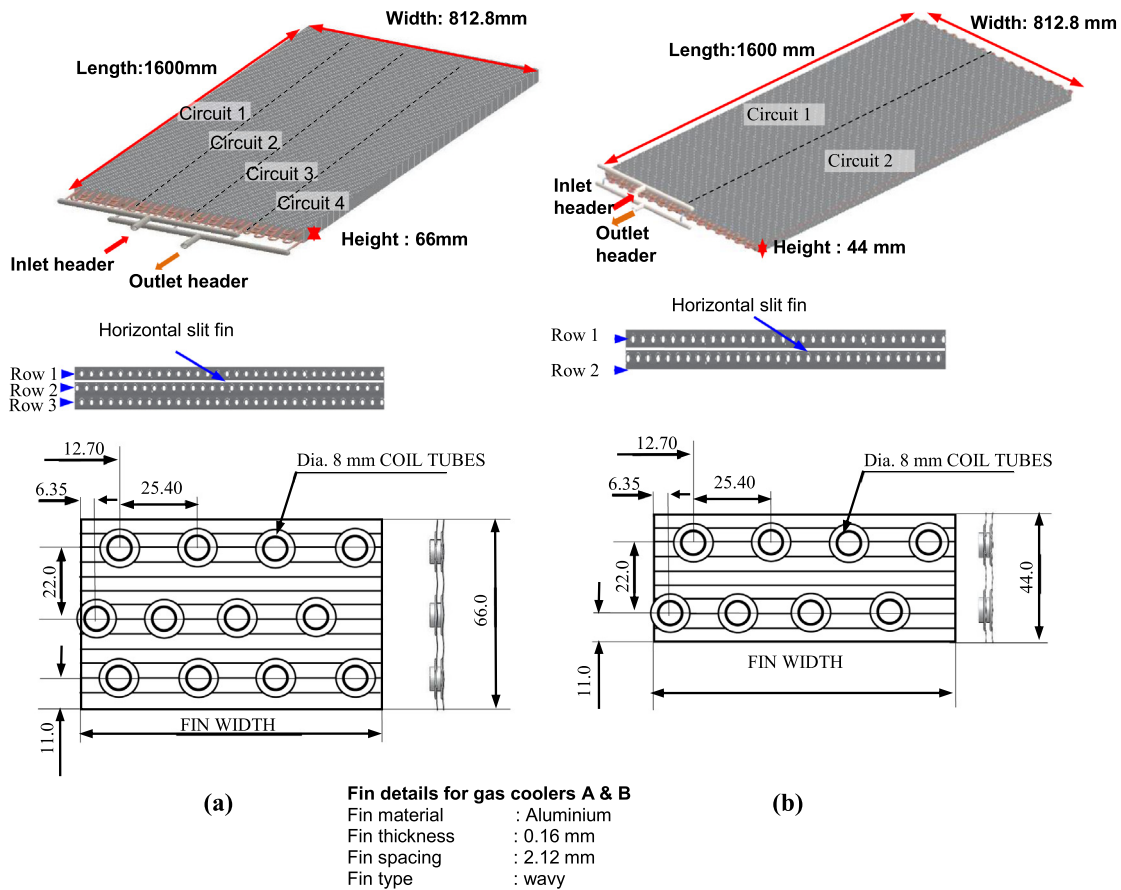 Width: 812.8mm
Length:1600mm
Circuit 1
Circuit 2
Circuit 3
Circuit 4
Height : 66mm
Inlet header
Outlet header
Horizontal slit fin
Row 1
Row 2
Row 3
12.70
6.35
25.40
Dia. 8 mm COIL TUBES
22.0
66.0
11.0
FIN WIDTH
(a)
Width: 812.8 mm
Length:1600 mm
Circuit 1
Circuit 2
Inlet
header
Outlet
header
Height : 44 mm
Horizontal slit fin
Row 1
Row 2
12.70
6.35
25.40
Dia. 8 mm COIL TUBES
22.0
44.0
11.0
FIN WIDTH
(b)
Fin details for gas coolers A & B
Fin material : Aluminium
Fin thickness : 0.16 mm
Fin spacing : 2.12 mm
Fin type : wavy